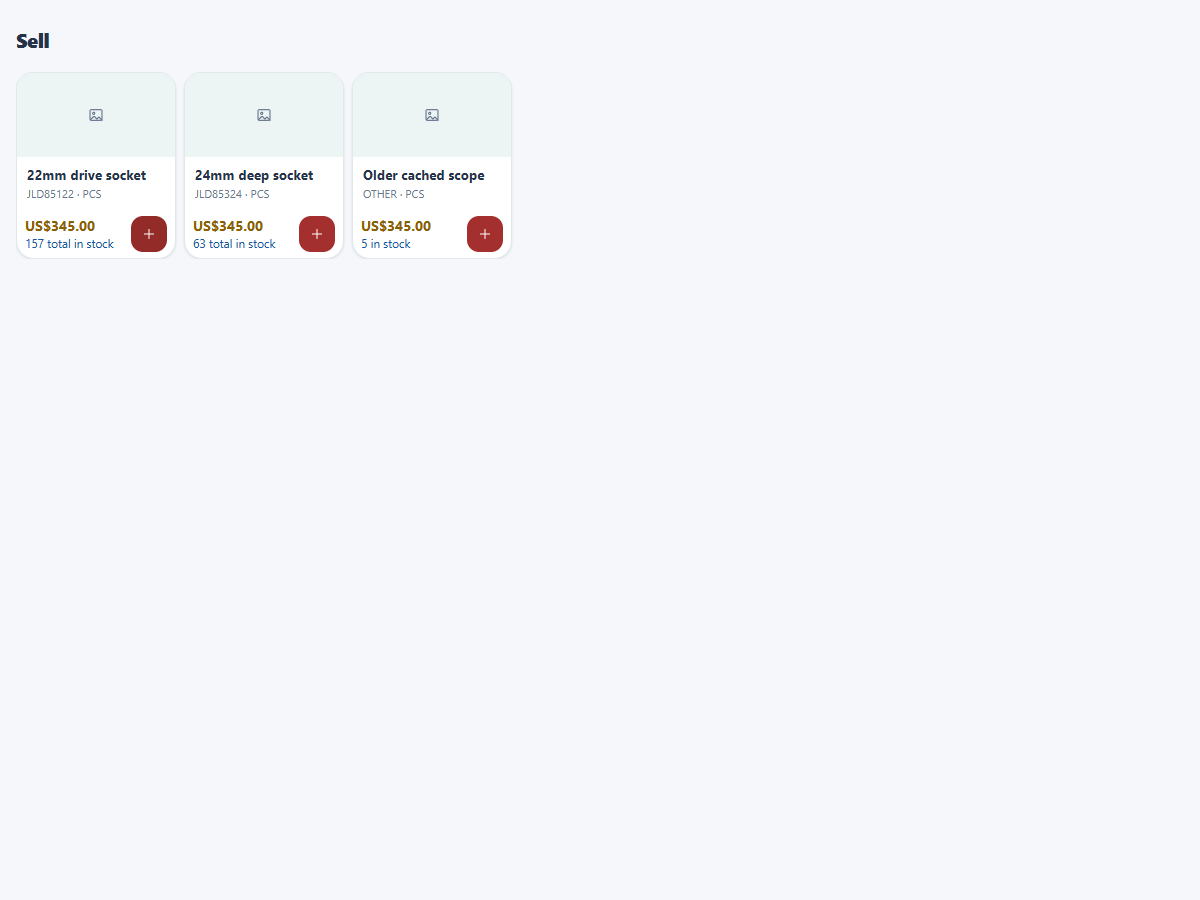 Sell
22mm drive socket
JLD85122 · PCS
US$345.00
157 total in stock
24mm deep socket
JLD85324 · PCS
US$345.00
63 total in stock
Older cached scope
OTHER · PCS
US$345.00
5 in stock